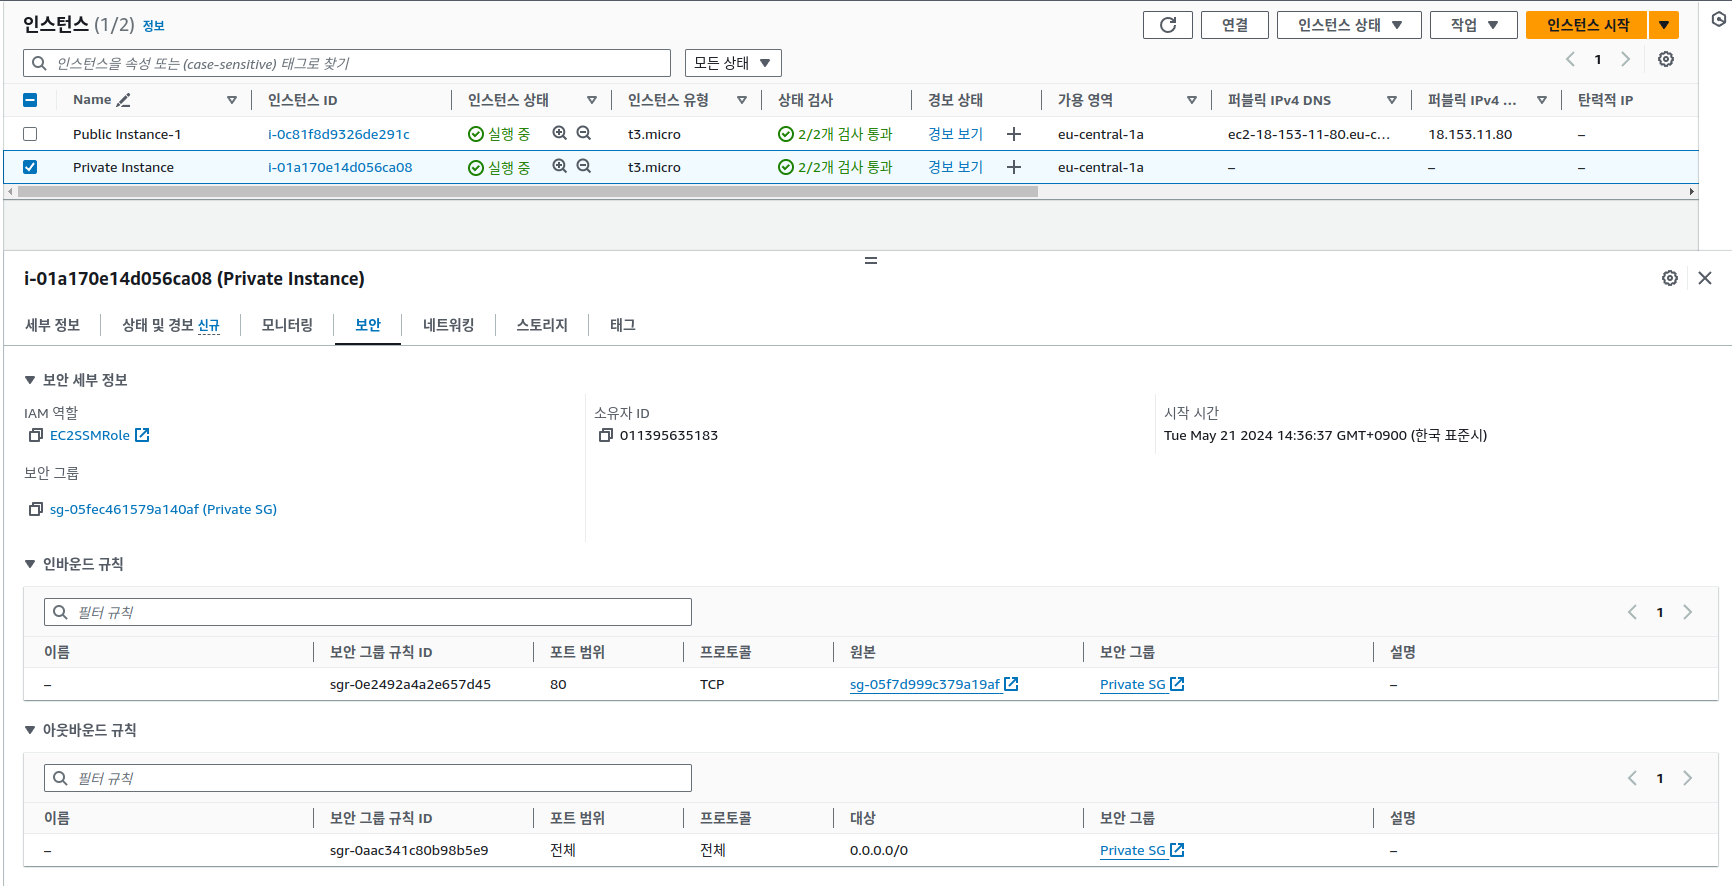 인스턴스 (1/2) 정보
연결 인스턴스 상태 작업 인스턴스 시작
인스턴스을 속성 또는 (case-sensitive) 태그로 찾기 모든 상태 1
Name 인스턴스 ID 인스턴스 상태 인스턴스 유형 상태 검사 경보 상태 가용 영역 퍼블릭 IPv4 DNS 퍼블릭 IPv4 ... 탄력적 IP
Public Instance-1 i-0c81f8d9326de291c 실행 중 t3.micro 2/2개 검사 통과 경보 보기 + eu-central-1a ec2-18-153-11-80.eu-c... 18.153.11.80 –
Private Instance i-01a170e14d056ca08 실행 중 t3.micro 2/2개 검사 통과 경보 보기 + eu-central-1a – – –
i-01a170e14d056ca08 (Private Instance)
세부 정보 상태 및 경보 신규 모니터링 보안 네트워킹 스토리지 태그
보안 세부 정보
IAM 역할 소유자 ID 시작 시간
EC2SSMRole 011395635183 Tue May 21 2024 14:36:37 GMT+0900 (한국 표준시)
보안 그룹
sg-05fec461579a140af (Private SG)
인바운드 규칙
필터 규칙 1
이름 보안 그룹 규칙 ID 포트 범위 프로토콜 원본 보안 그룹 설명
– sgr-0e2492a4a2e657d45 80 TCP sg-05f7d999c379a19af Private SG –
아웃바운드 규칙
필터 규칙 1
이름 보안 그룹 규칙 ID 포트 범위 프로토콜 대상 보안 그룹 설명
– sgr-0aac341c80b98b5e9 전체 전체 0.0.0.0/0 Private SG –